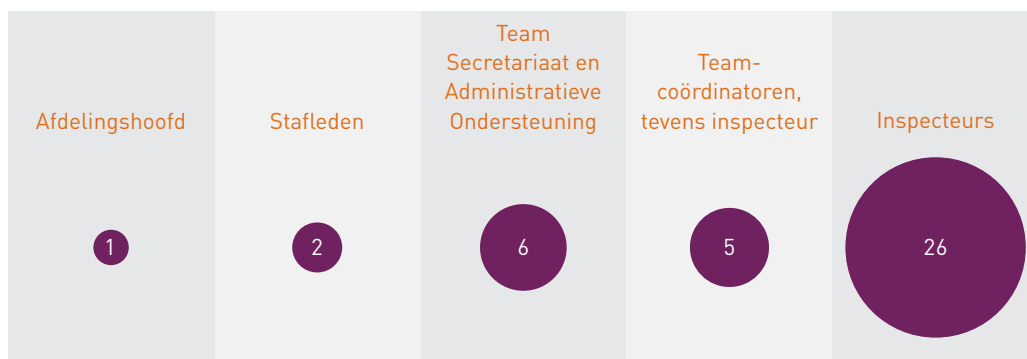 Afdelingshoofd
1
Stafleden
2
Team
Secretariaat en
Administratieve
Ondersteuning
6
Team-
coördinatoren,
tevens inspecteur
5
Inspecteurs
26